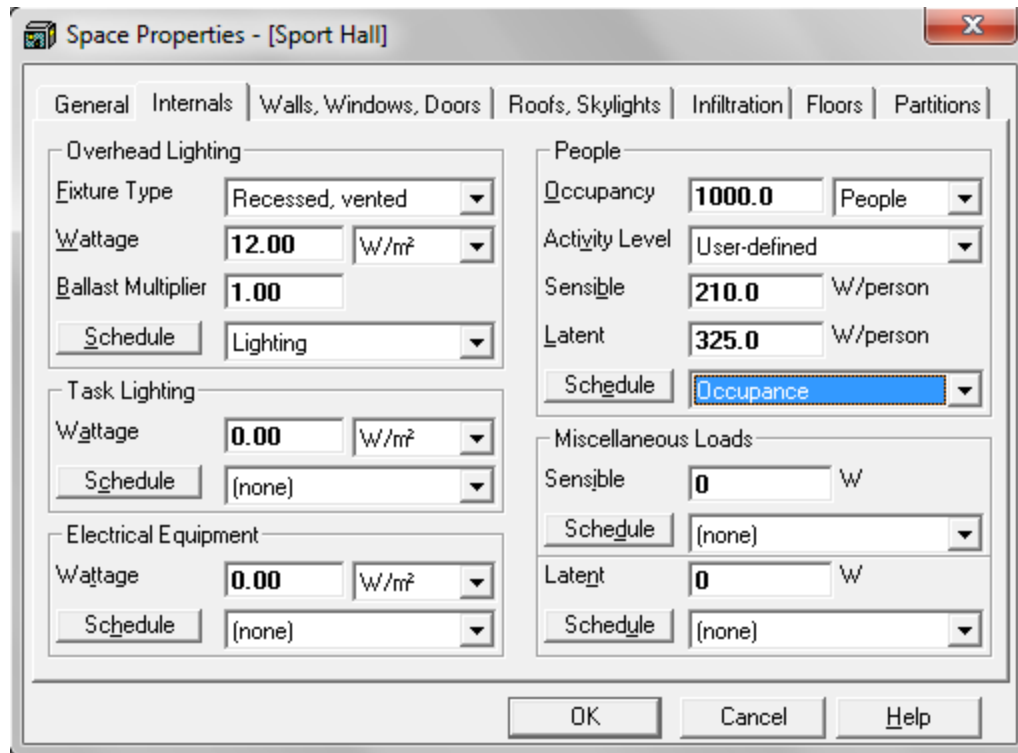 Space Properties - [Sport Hall]
General Internals Walls, Windows, Doors Roofs, Skylights Infiltration Floors Partitions
Overhead Lighting
Fixture Type Recessed, vented
Wattage 12.00 W/m²
Ballast Multiplier 1.00
Schedule Lighting
Task Lighting
Wattage 0.00 W/m²
Schedule (none)
Electrical Equipment
Wattage 0.00 W/m²
Schedule (none)
People
Occupancy 1000.0 People
Activity Level User-defined
Sensible 210.0 W/person
Latent 325.0 W/person
Schedule Occupance
Miscellaneous Loads
Sensible 0 W
Schedule (none)
Latent 0 W
Schedule (none)
OK Cancel Help